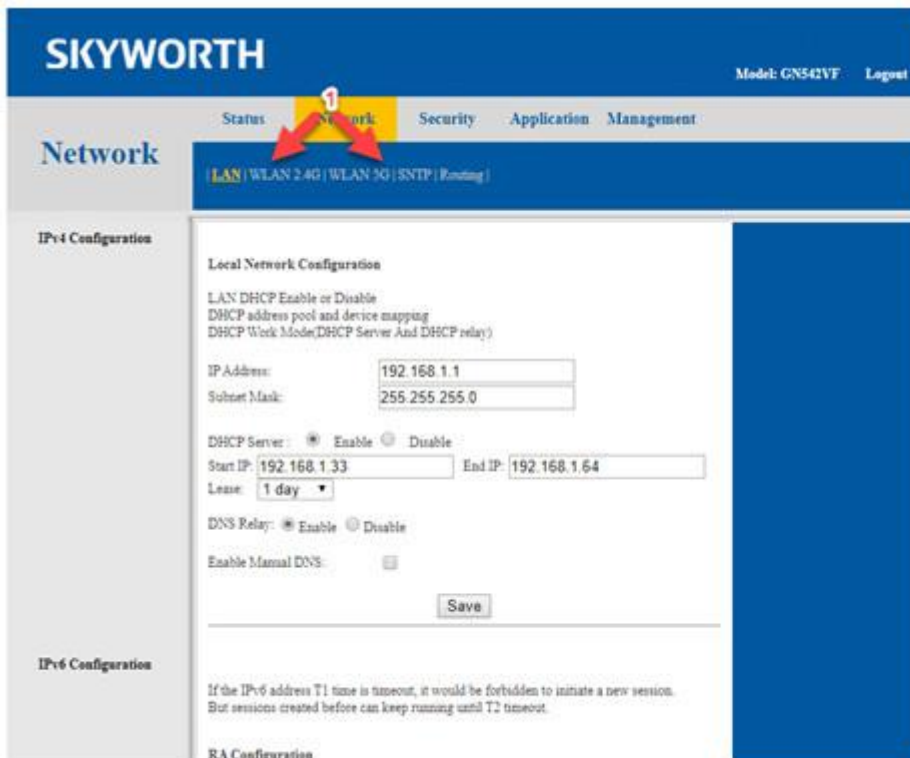 SKYWORTH
Model: GN542VF Logout
1
Status Network Security Application Management
Network
| LAN | WLAN 2.4G | WLAN 5G | SNTP | Routing |
IPv4 Configuration
Local Network Configuration
LAN DHCP Enable or Disable
DHCP address pool and device mapping
DHCP Work Mode(DHCP Server And DHCP relay)
IP Address: 192.168.1.1
Subnet Mask: 255.255.255.0
DHCP Server : Enable Disable
Start IP: 192.168.1.33 End IP: 192.168.1.64
Lease: 1 day
DNS Relay: Enable Disable
Enable Manual DNS:
Save
IPv6 Configuration
If the IPv6 address T1 time is timeout, it would be forbidden to initiate a new session.
But sessions created before can keep running until T2 timeout.
RA Configuration